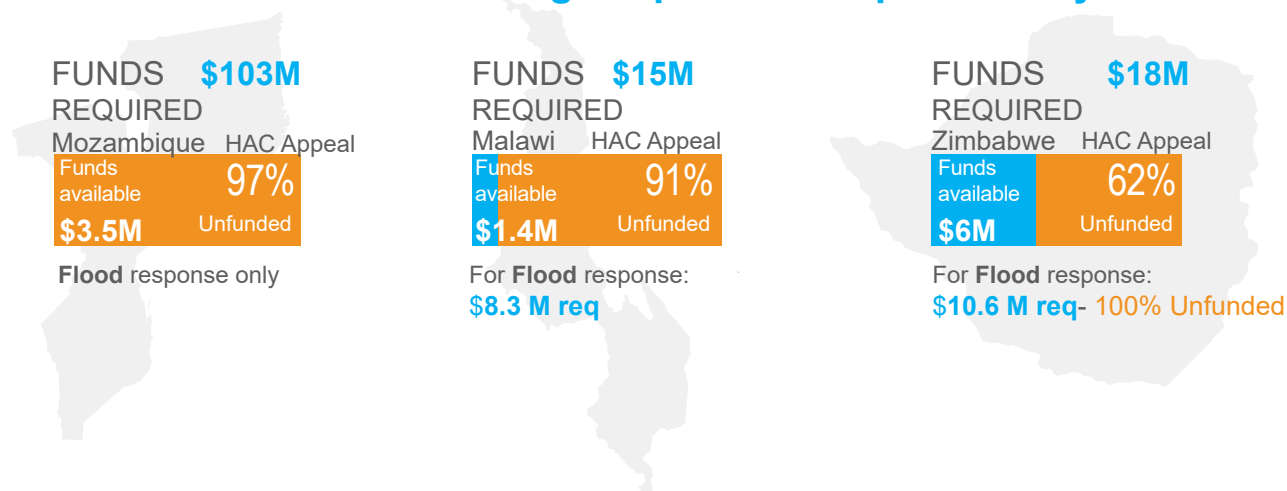 FUNDS $103M
REQUIRED
Mozambique HAC Appeal
Funds
available
97%
$3.5M
Unfunded
Flood response only
FUNDS $15M
REQUIRED
Malawi HAC Appeal
Funds
available
91%
$1.4M
Unfunded
For Flood response:
$8.3 M req
FUNDS $18M
REQUIRED
Zimbabwe HAC Appeal
Funds
available
62%
$6M
Unfunded
For Flood response:
$10.6 M req- 100% Unfunded